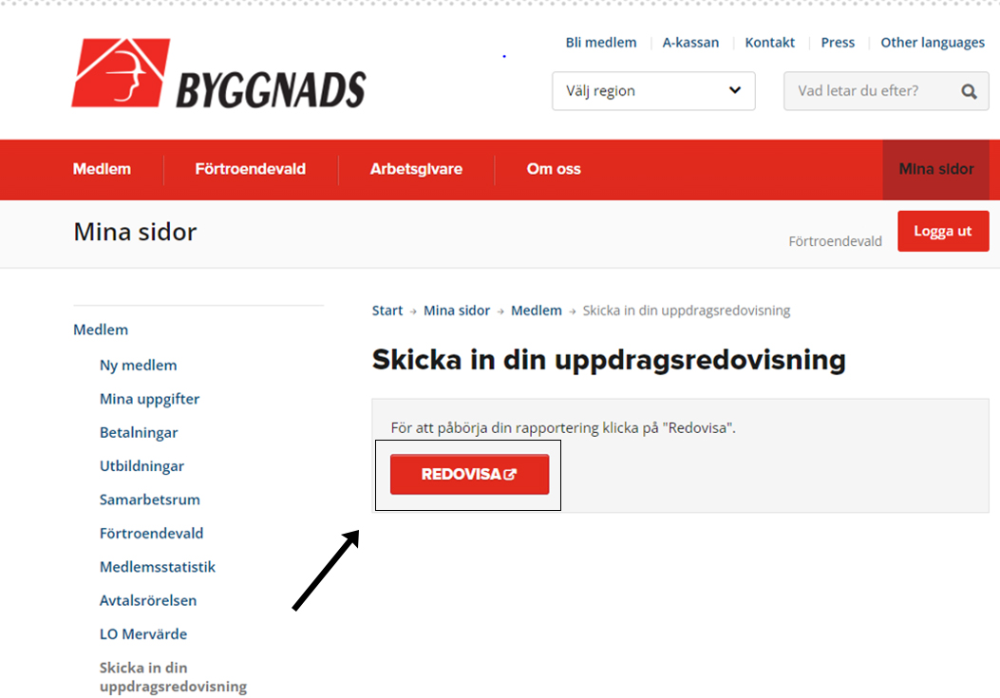 Bli medlem
A-kassan
Kontakt
Press
Other languages
BYGGNADS
Välj region
Vad letar du efter?
Medlem
Förtroendevald
Arbetsgivare
Om oss
Mina sidor
Mina sidor
Förtroendevald
Logga ut
Start → Mina sidor → Medlem → Skicka in din uppdragsredovisning
Medlem
Ny medlem
Mina uppgifter
Betalningar
Utbildningar
Samarbetsrum
Förtroendevald
Medlemsstatistik
Avtalsrörelsen
LO Mervärde
Skicka in din
uppdragsredovisning
Skicka in din uppdragsredovisning
För att påbörja din rapportering klicka på "Redovisa".
REDOVISA